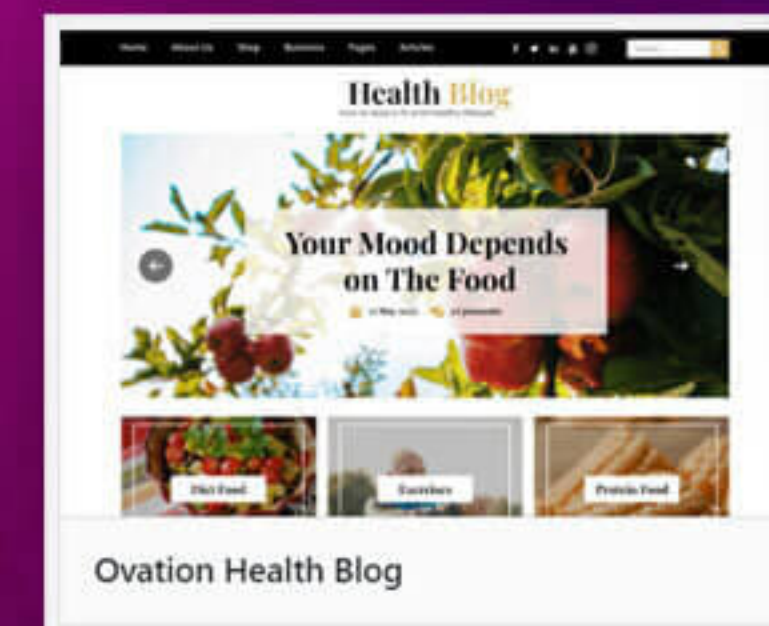 Home About Us Shop Business Pages Articles
Health Blog
Your Mood Depends
on The Food
Diet Food Exercises Protein Food
Ovation Health Blog